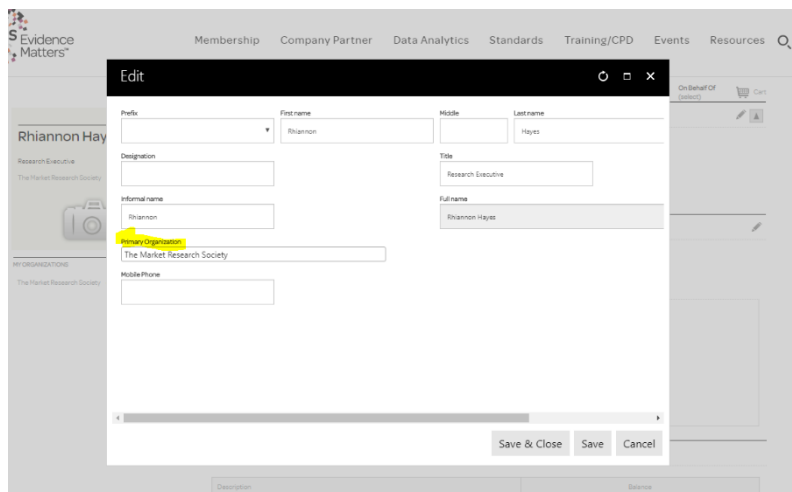 S Evidence
Matters™
Membership Company Partner Data Analytics Standards Training/CPD Events Resources
Edit
On Behalf Of
(select)
Cart
Prefix First name Middle Last name
Rhiannon Hayes
Rhiannon Hay
Designation Title
Research Executive
Research Executive
The Market Research Society
Informal name Full name
Rhiannon Rhiannon Hayes
Primary Organization
The Market Research Society
MY ORGANIZATIONS
Mobile Phone
The Market Research Society
Save & Close Save Cancel
Description Balance